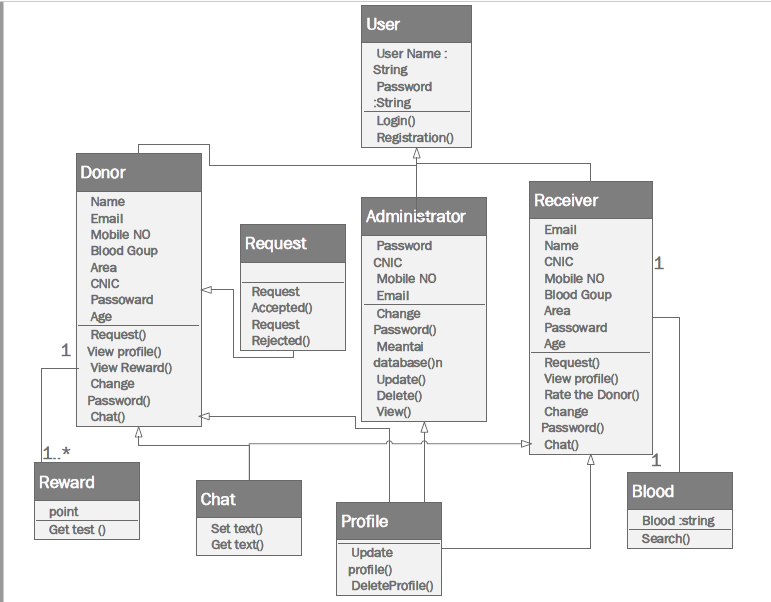 User
User Name :
String
Password
:String
Login()
Registration()
Donor
Name
Email
Mobile NO
Blood Goup
Area
CNIC
Passoward
Age
Request()
View profile()
View Reward()
Change
Password()
Chat()
Request
Request
Accepted()
Request
Rejected()
Administrator
Password
CNIC
Mobile NO
Email
Change
Password()
Meantai
database()n
Update()
Delete()
View()
Receiver
Email
Name
CNIC
Mobile NO
Blood Goup
Area
Passoward
Age
Request()
View profile()
Rate the Donor()
Change
Password()
Chat()
1
1
1..*
1
Reward
point
Get test ()
Chat
Set text()
Get text()
Profile
Update
profile()
DeleteProfile()
Blood
Blood :string
Search()